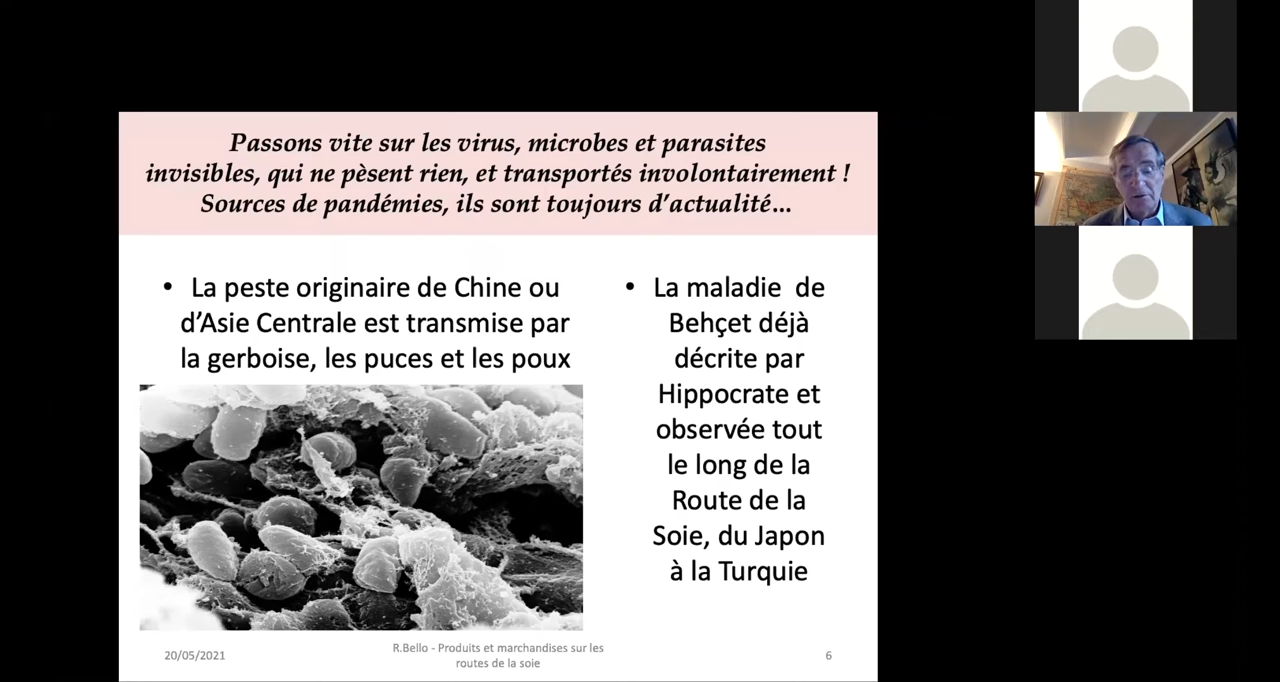 Passons vite sur les virus, microbes et parasites
invisibles, qui ne pèsent rien, et transportés involontairement !
Sources de pandémies, ils sont toujours d'actualité...
• La peste originaire de Chine ou
d'Asie Centrale est transmise par
la gerboise, les puces et les poux
• La maladie de
Behçet déjà
décrite par
Hippocrate et
observée tout
le long de la
Route de la
Soie, du Japon
à la Turquie
20/05/2021
R.Bello - Produits et marchandises sur les
routes de la soie
6